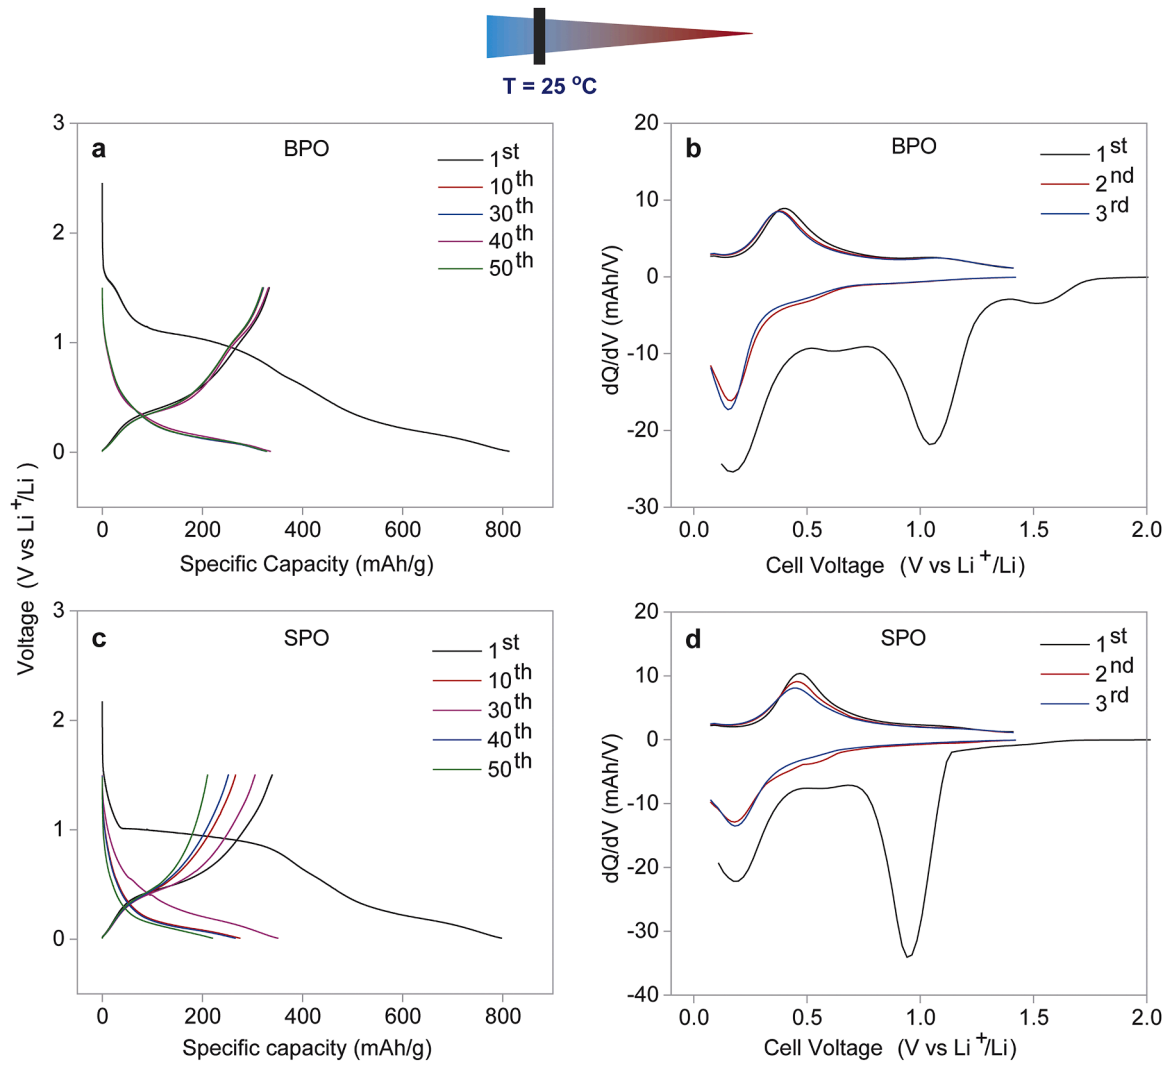 T = 25 °C
a
BPO
1st
10th
30th
40th
50th
3
2
1
0
0
200
400
600
800
Specific Capacity (mAh/g)
b
BPO
1st
2nd
3rd
20
10
0
-10
-20
-30
dQ/dV (mAh/V)
0.0
0.5
1.0
1.5
2.0
Cell Voltage (V vs Li+/Li)
Voltage (V vs Li+/Li)
c
SPO
1st
10th
30th
40th
50th
3
2
1
0
0
200
400
600
800
Specific capacity (mAh/g)
d
SPO
1st
2nd
3rd
20
10
0
-10
-20
-30
-40
dQ/dV (mAh/V)
0.0
0.5
1.0
1.5
2.0
Cell Voltage (V vs Li+/Li)